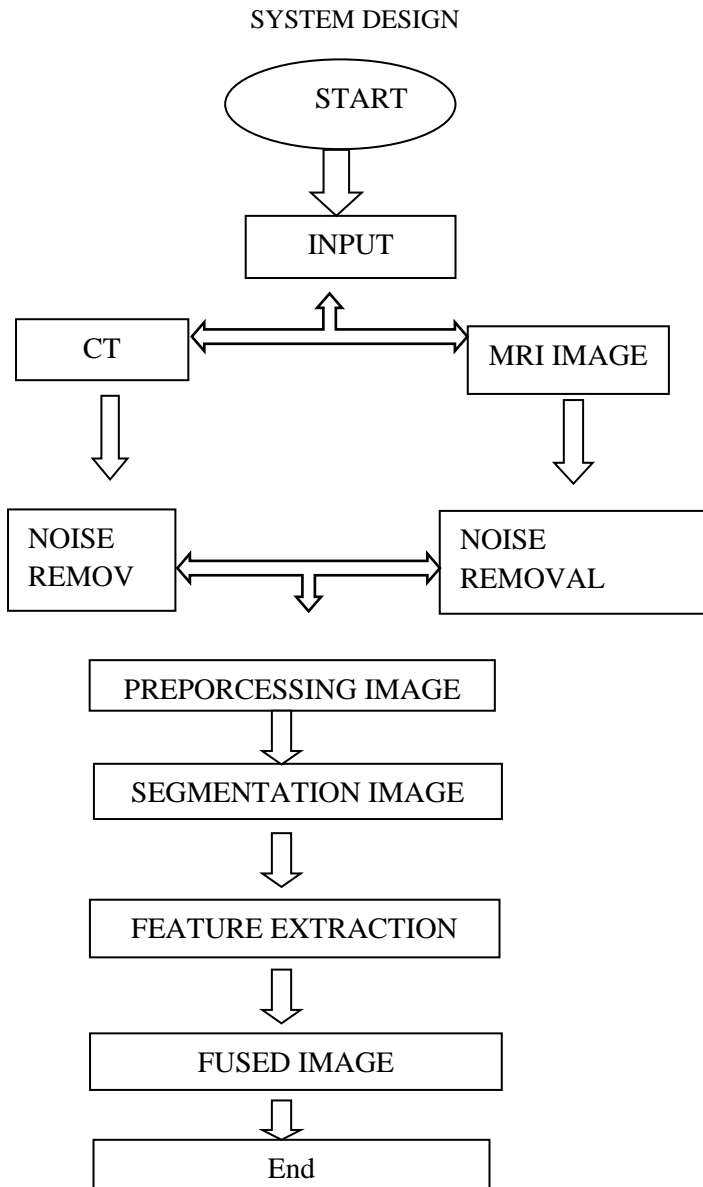 SYSTEM DESIGN
START
INPUT
CT
MRI IMAGE
NOISE
REMOV
NOISE
REMOVAL
PREPORCESSING IMAGE
SEGMENTATION IMAGE
FEATURE EXTRACTION
FUSED IMAGE
End